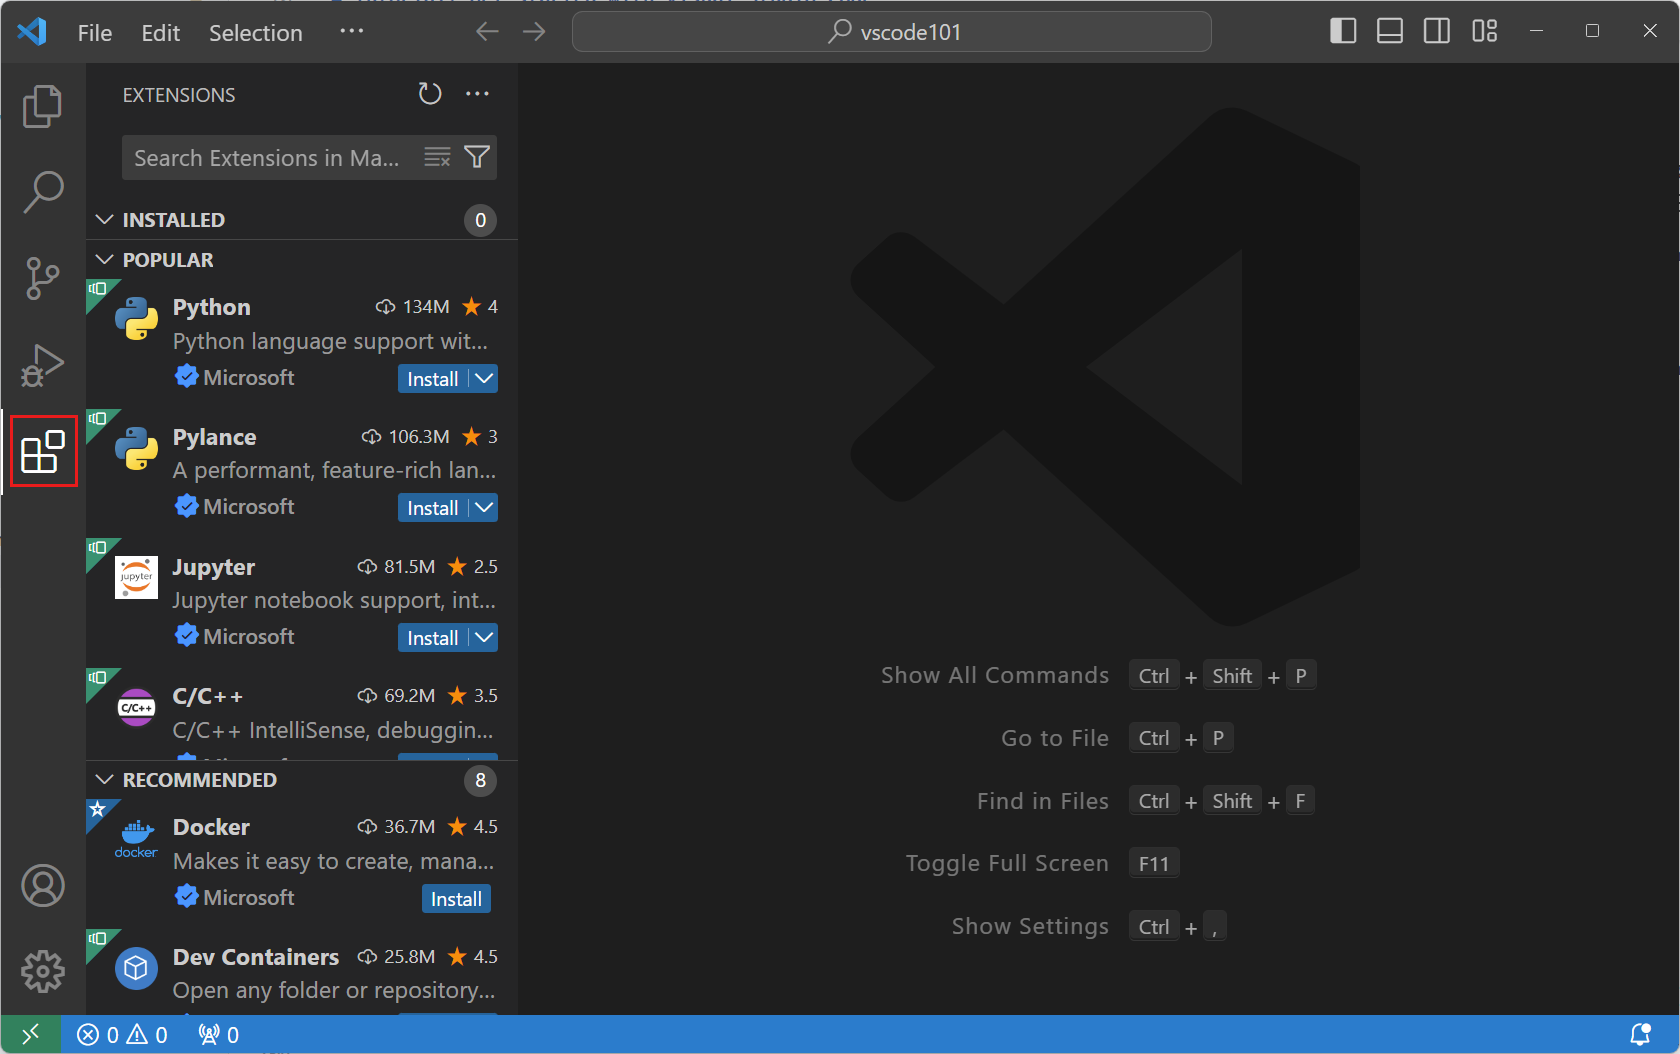 File Edit Selection ···
vscode101
EXTENSIONS
Search Extensions in Ma...
INSTALLED 0
POPULAR
Python 134M ★ 4
Python language support wit...
Microsoft Install
Pylance 106.3M ★ 3
A performant, feature-rich lan...
Microsoft Install
Jupyter 81.5M ★ 2.5
jupyter
Jupyter notebook support, int...
Microsoft Install
C/C++ 69.2M ★ 3.5
C/C++
C/C++ IntelliSense, debuggin...
RECOMMENDED 8
Docker 36.7M ★ 4.5
docker
Makes it easy to create, mana...
Microsoft Install
Dev Containers 25.8M ★ 4.5
Open any folder or repository...
Show All Commands Ctrl + Shift + P
Go to File Ctrl + P
Find in Files Ctrl + Shift + F
Toggle Full Screen F11
Show Settings Ctrl + ,
0 0 0